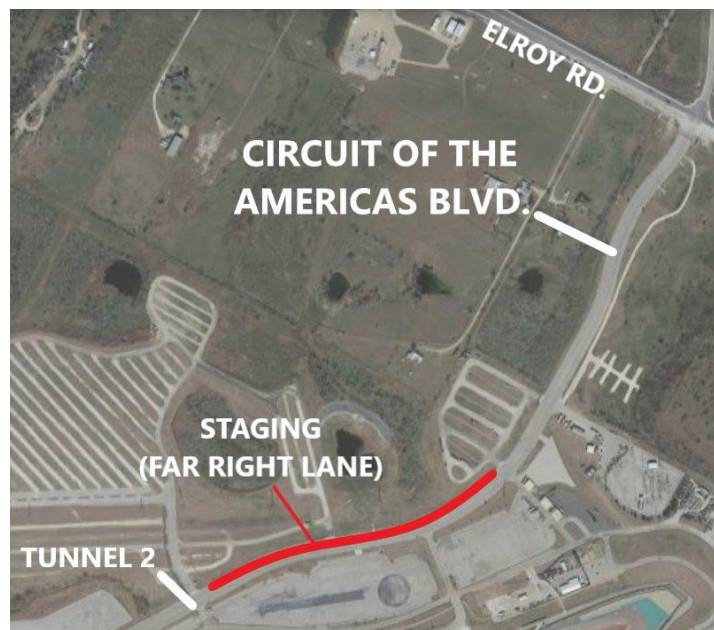 ELROY RD.
CIRCUIT OF THE
AMERICAS BLVD.
STAGING
(FAR RIGHT LANE)
TUNNEL 2